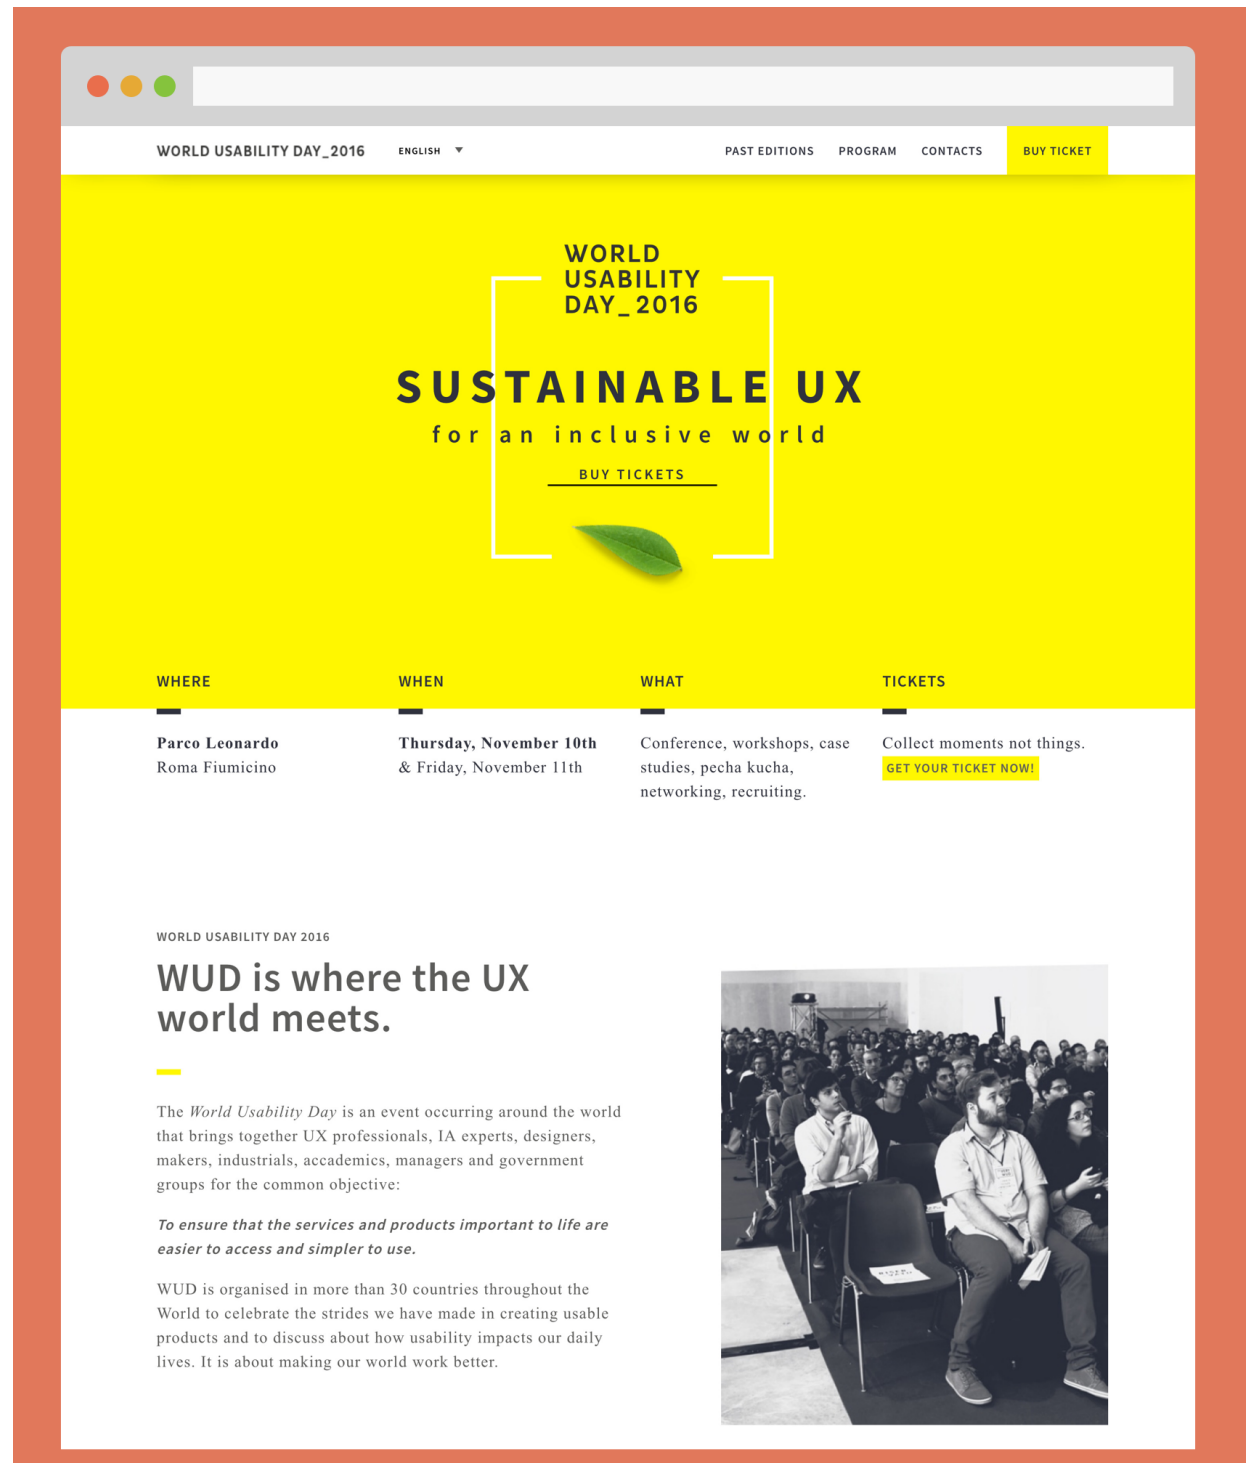 WORLD USABILITY DAY_2016
ENGLISH
PAST EDITIONS
PROGRAM
CONTACTS
BUY TICKET
WORLD
USABILITY
DAY_2016
SUSTAINABLE UX
for an inclusive world
BUY TICKETS
WHERE
Parco Leonardo
Roma Fiumicino
WHEN
Thursday, November 10th
& Friday, November 11th
WHAT
Conference, workshops, case
studies, pecha kucha,
networking, recruiting.
TICKETS
Collect moments not things.
GET YOUR TICKET NOW!
WORLD USABILITY DAY 2016
WUD is where the UX
world meets.
The World Usability Day is an event occurring around the world
that brings together UX professionals, IA experts, designers,
makers, industrials, accademics, managers and government
groups for the common objective:
To ensure that the services and products important to life are
easier to access and simpler to use.
WUD is organised in more than 30 countries throughout the
World to celebrate the strides we have made in creating usable
products and to discuss about how usability impacts our daily
lives. It is about making our world work better.